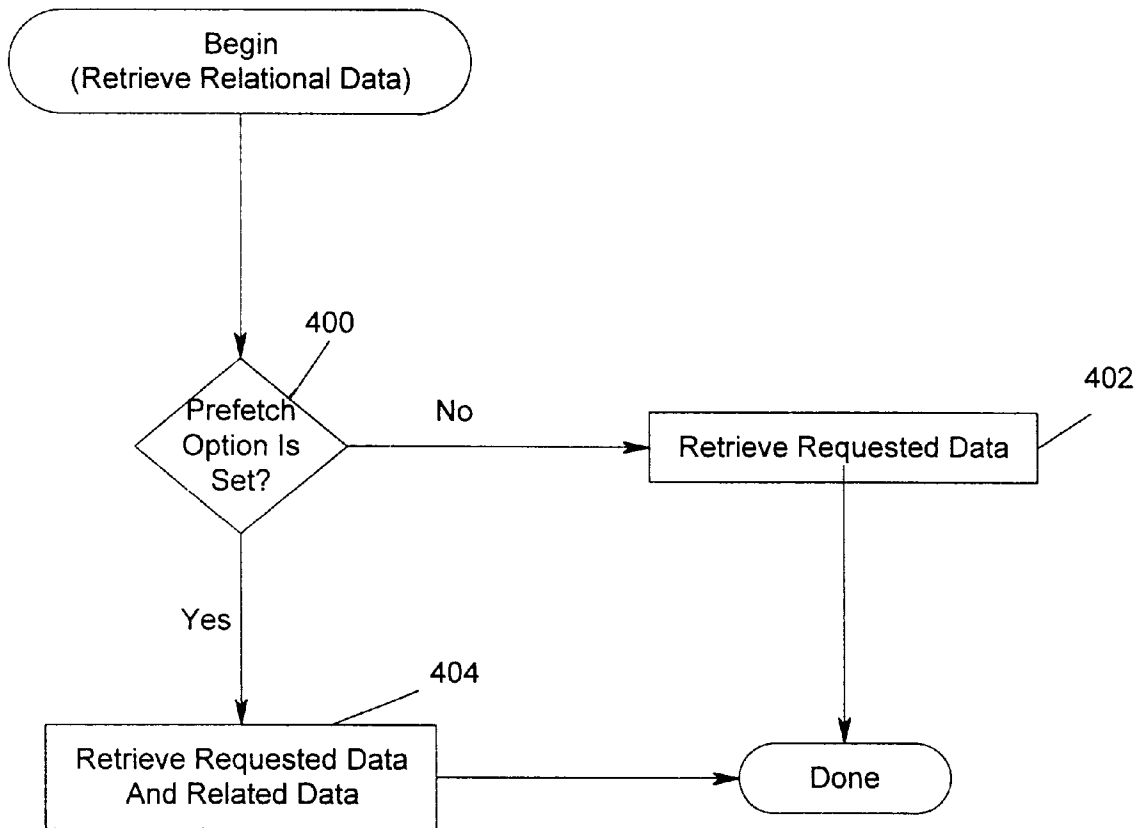 Begin
(Retrieve Relational Data)
400
Prefetch
Option Is
Set?
No
402
Retrieve Requested Data
Yes
404
Retrieve Requested Data
And Related Data
Done